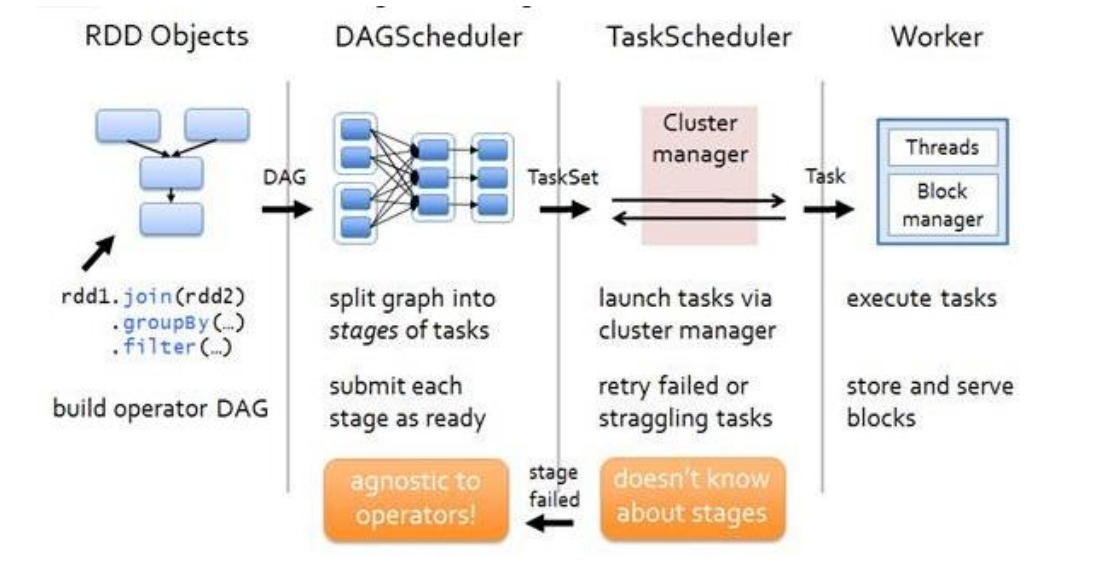 RDD Objects
DAGScheduler
TaskScheduler
Worker
DAG
TaskSet
Cluster
manager
Task
Threads
Block
manager
rdd1.join(rdd2)
.groupBy(…)
.filter(…)
build operator DAG
split graph into
stages of tasks
submit each
stage as ready
agnostic to
operators!
stage
failed
launch tasks via
cluster manager
retry failed or
straggling tasks
doesn't know
about stages
execute tasks
store and serve
blocks